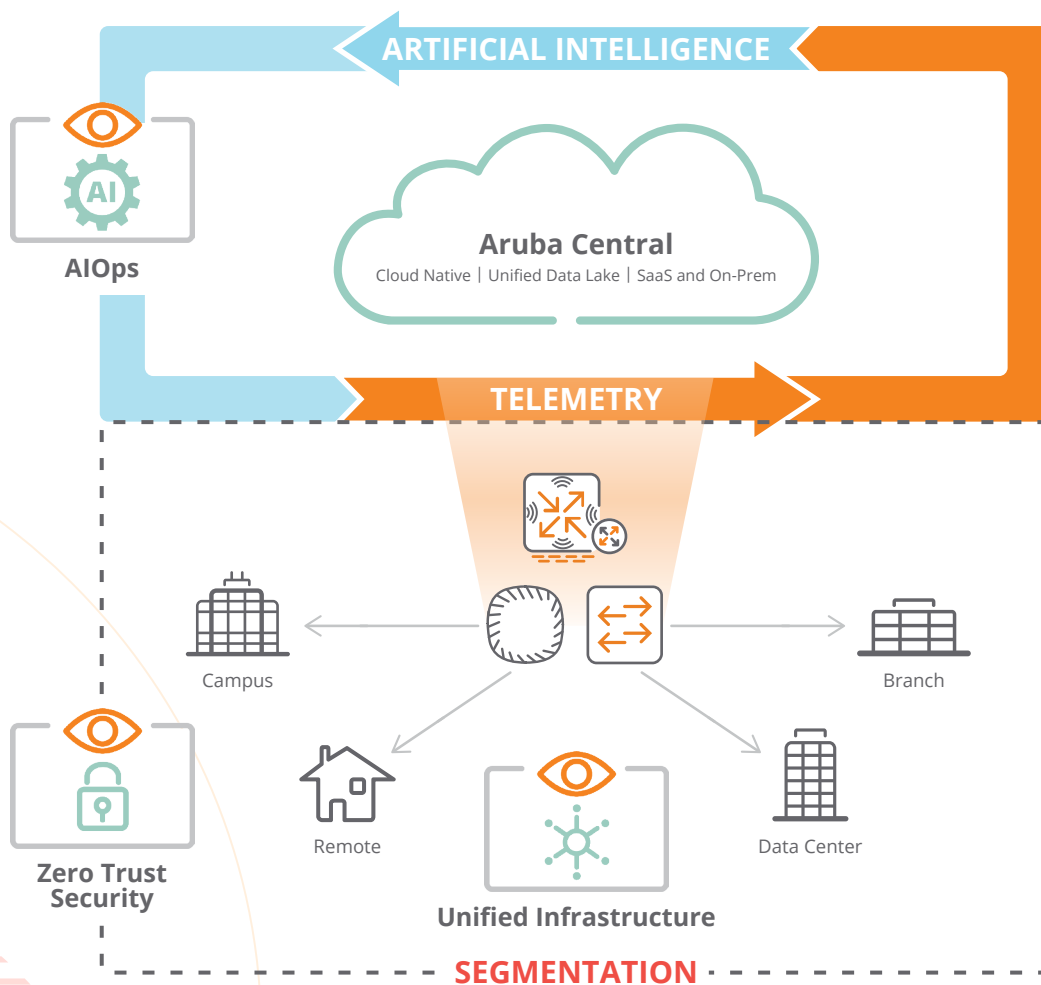 ARTIFICIAL INTELLIGENCE
AI
AIOps
Aruba Central
Cloud Native | Unified Data Lake | SaaS and On-Prem
TELEMETRY
Campus
Branch
Remote
Data Center
Zero Trust
Security
Unified Infrastructure
SEGMENTATION